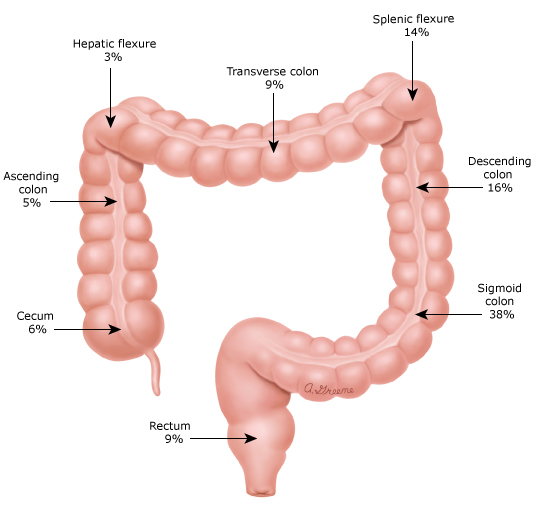 Splenic flexure
14%
Hepatic flexure
3%
Transverse colon
9%
Descending
colon
16%
Ascending
colon
5%
Sigmoid
colon
38%
Cecum
6%
A.Greene
Rectum
9%